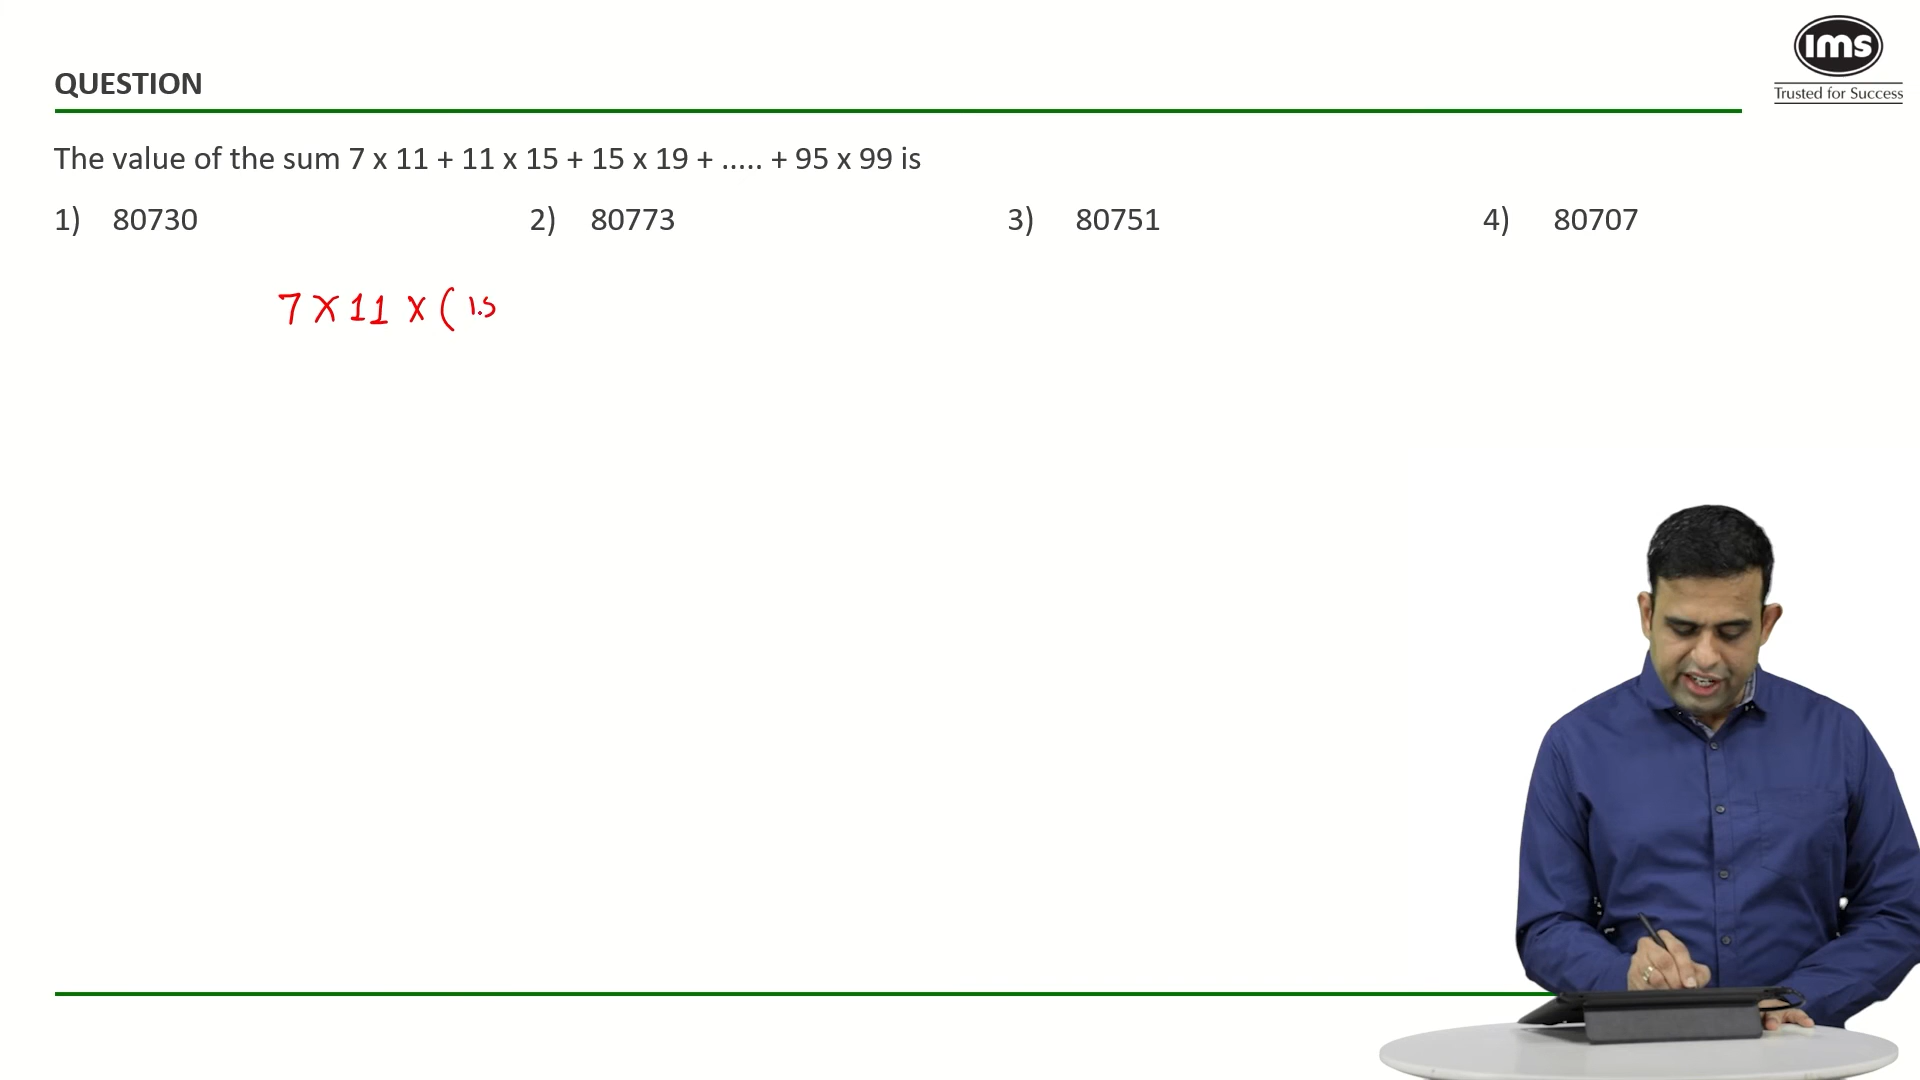 ims
Trusted for Success
QUESTION
The value of the sum 7 x 11 + 11 x 15 + 15 x 19 + ..... + 95 x 99 is
1) 80730 2) 80773 3) 80751 4) 80707
7 X 11 x ( 15